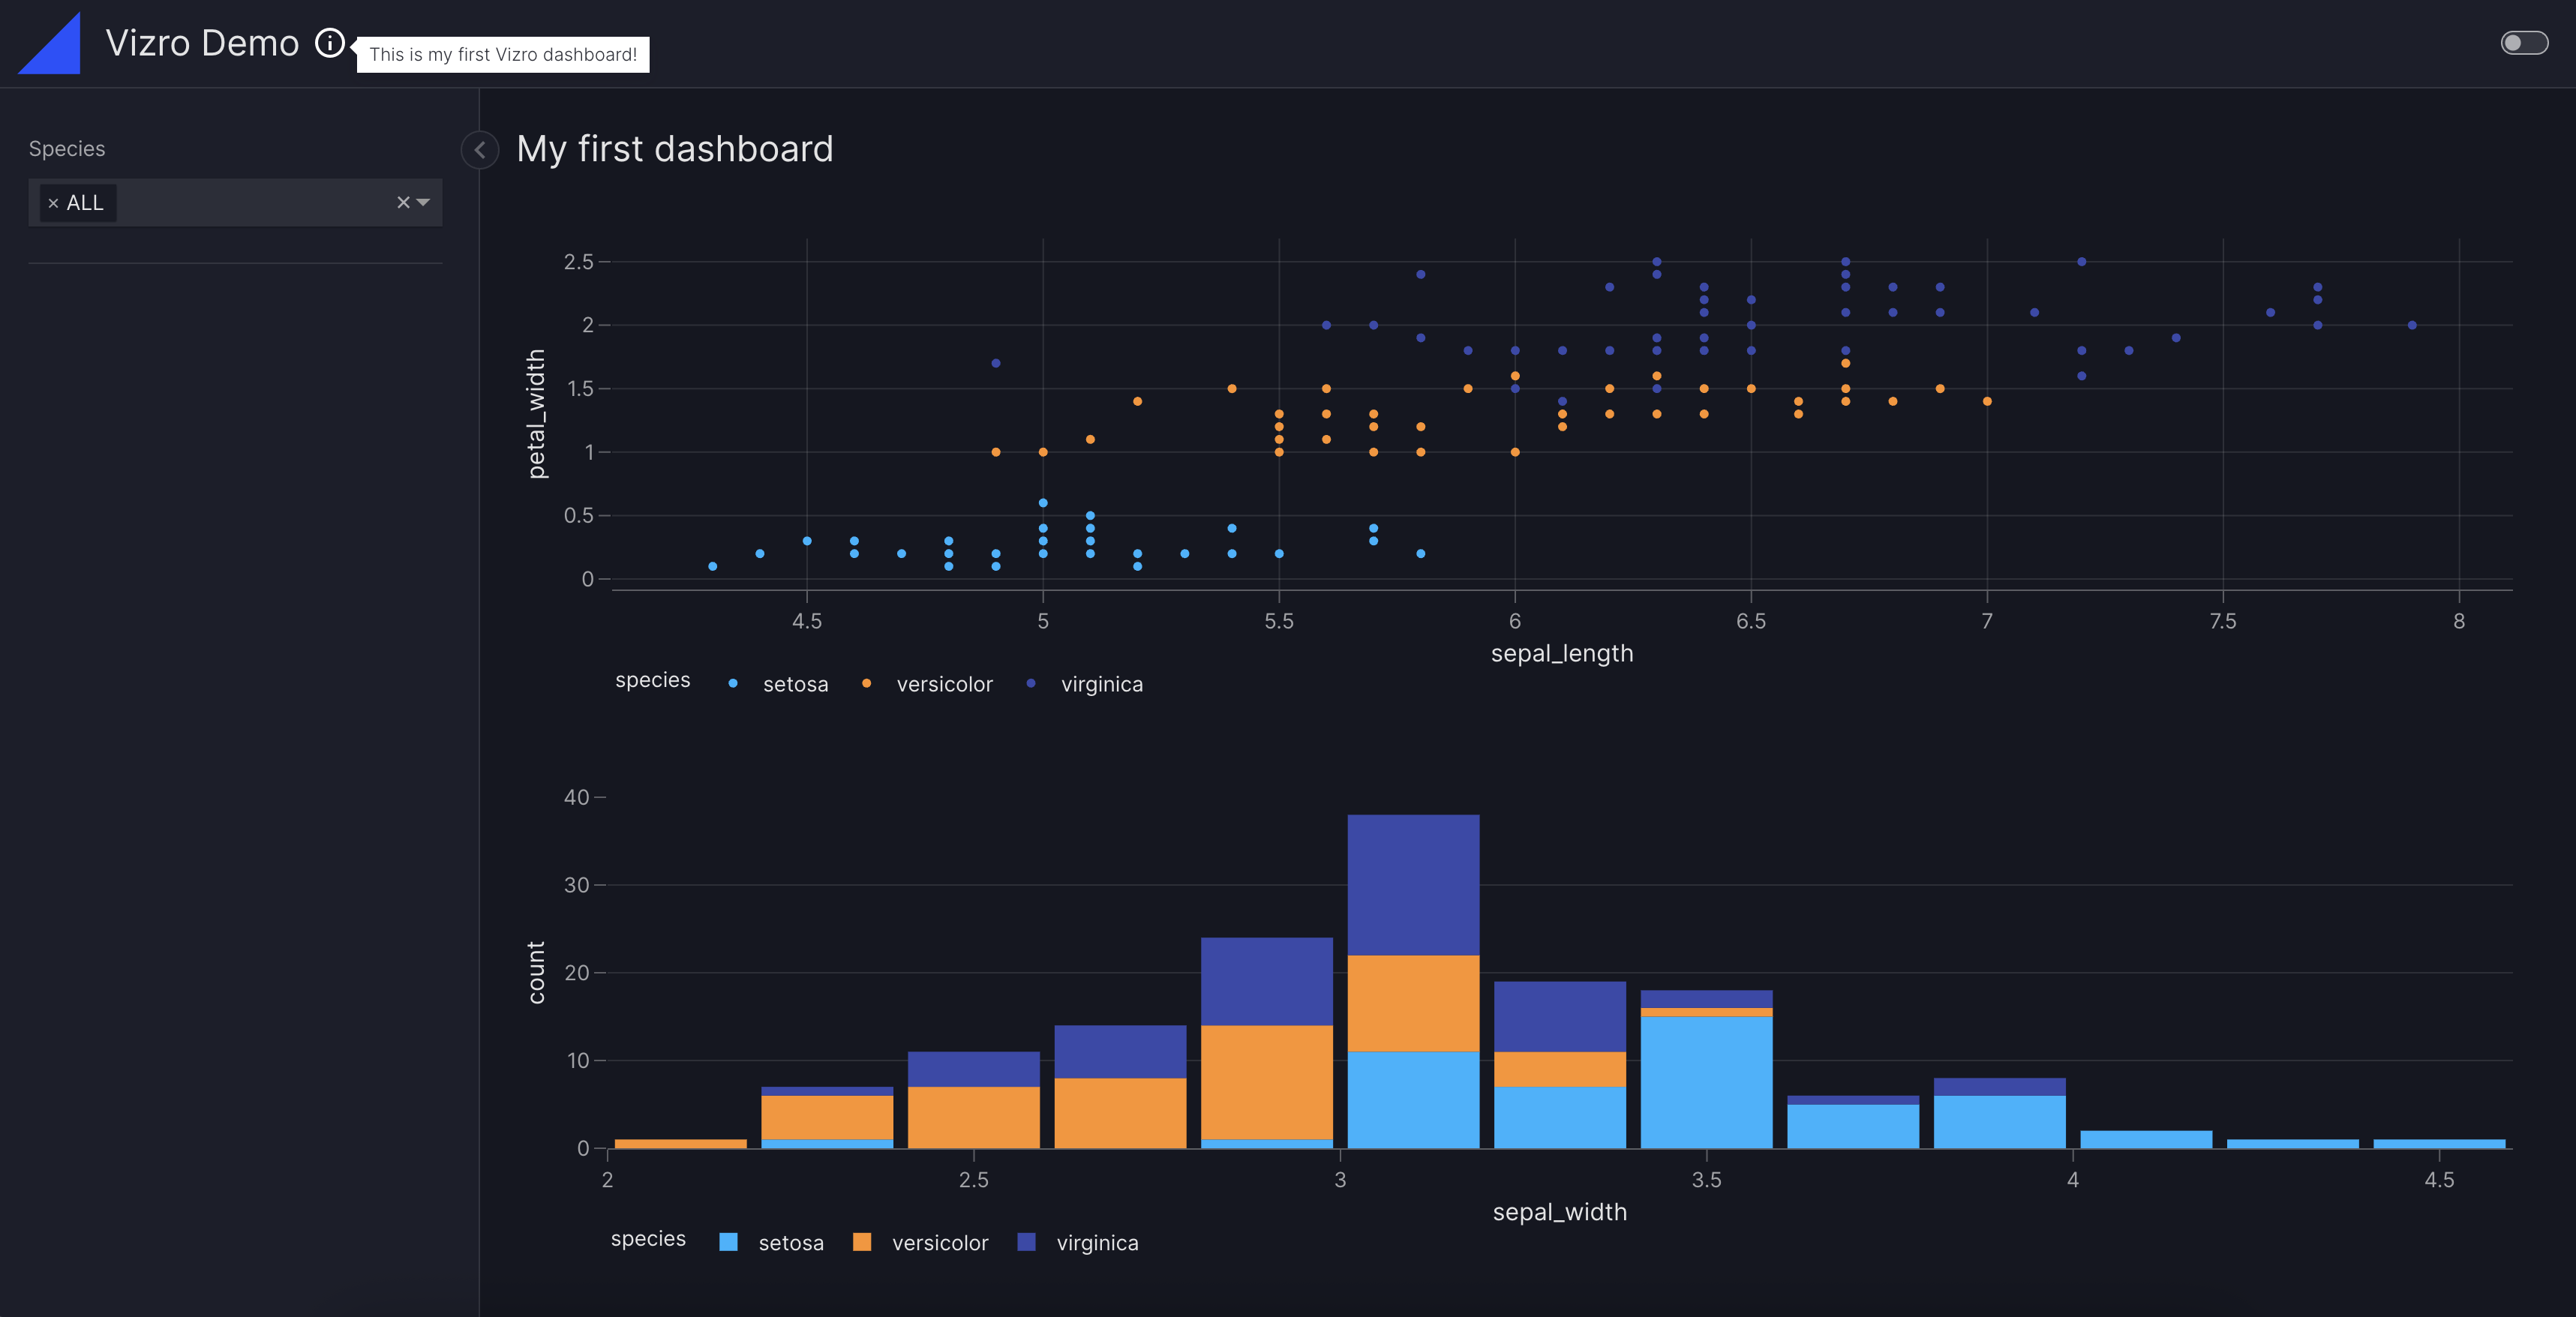 Vizro Demo
This is my first Vizro dashboard!
Species
× ALL
My first dashboard
petal_width
2.5
2
1.5
1
0.5
0
4.5 5 5.5 6 6.5 7 7.5 8
sepal_length
species setosa versicolor virginica
count
40
30
20
10
0
2 2.5 3 3.5 4 4.5
sepal_width
species setosa versicolor virginica